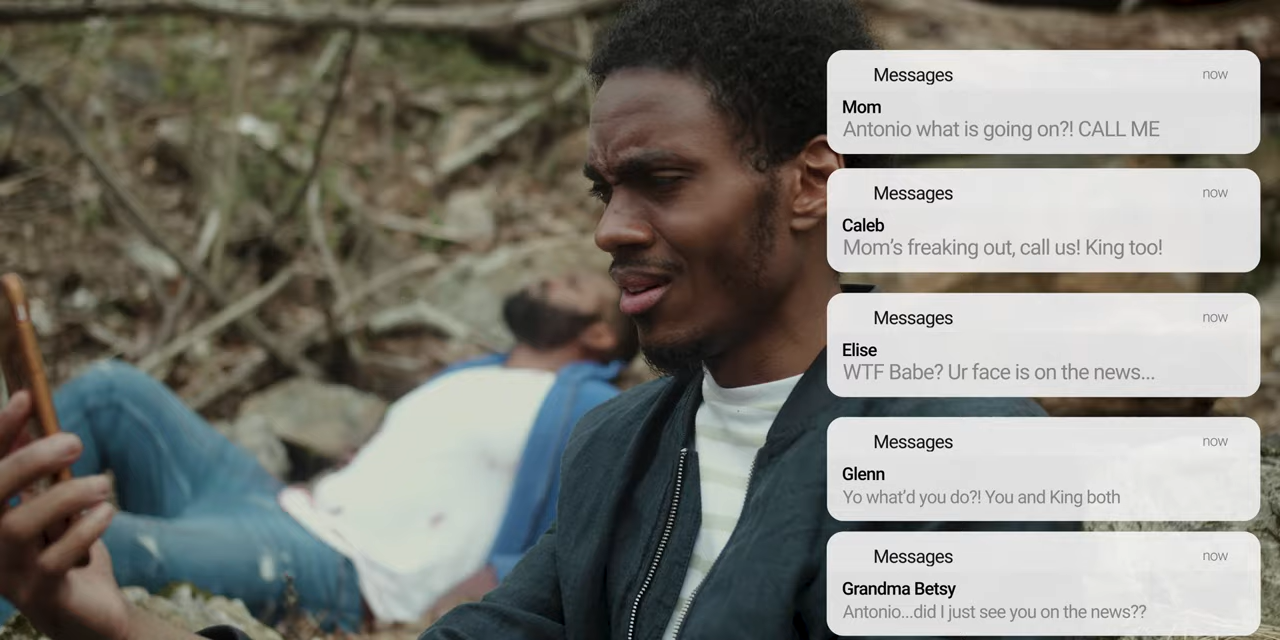 Messages now
Mom
Antonio what is going on?! CALL ME
Messages now
Caleb
Mom’s freaking out, call us! King too!
Messages now
Elise
WTF Babe? Ur face is on the news...
Messages now
Glenn
Yo what’d you do?! You and King both
Messages now
Grandma Betsy
Antonio...did I just see you on the news??